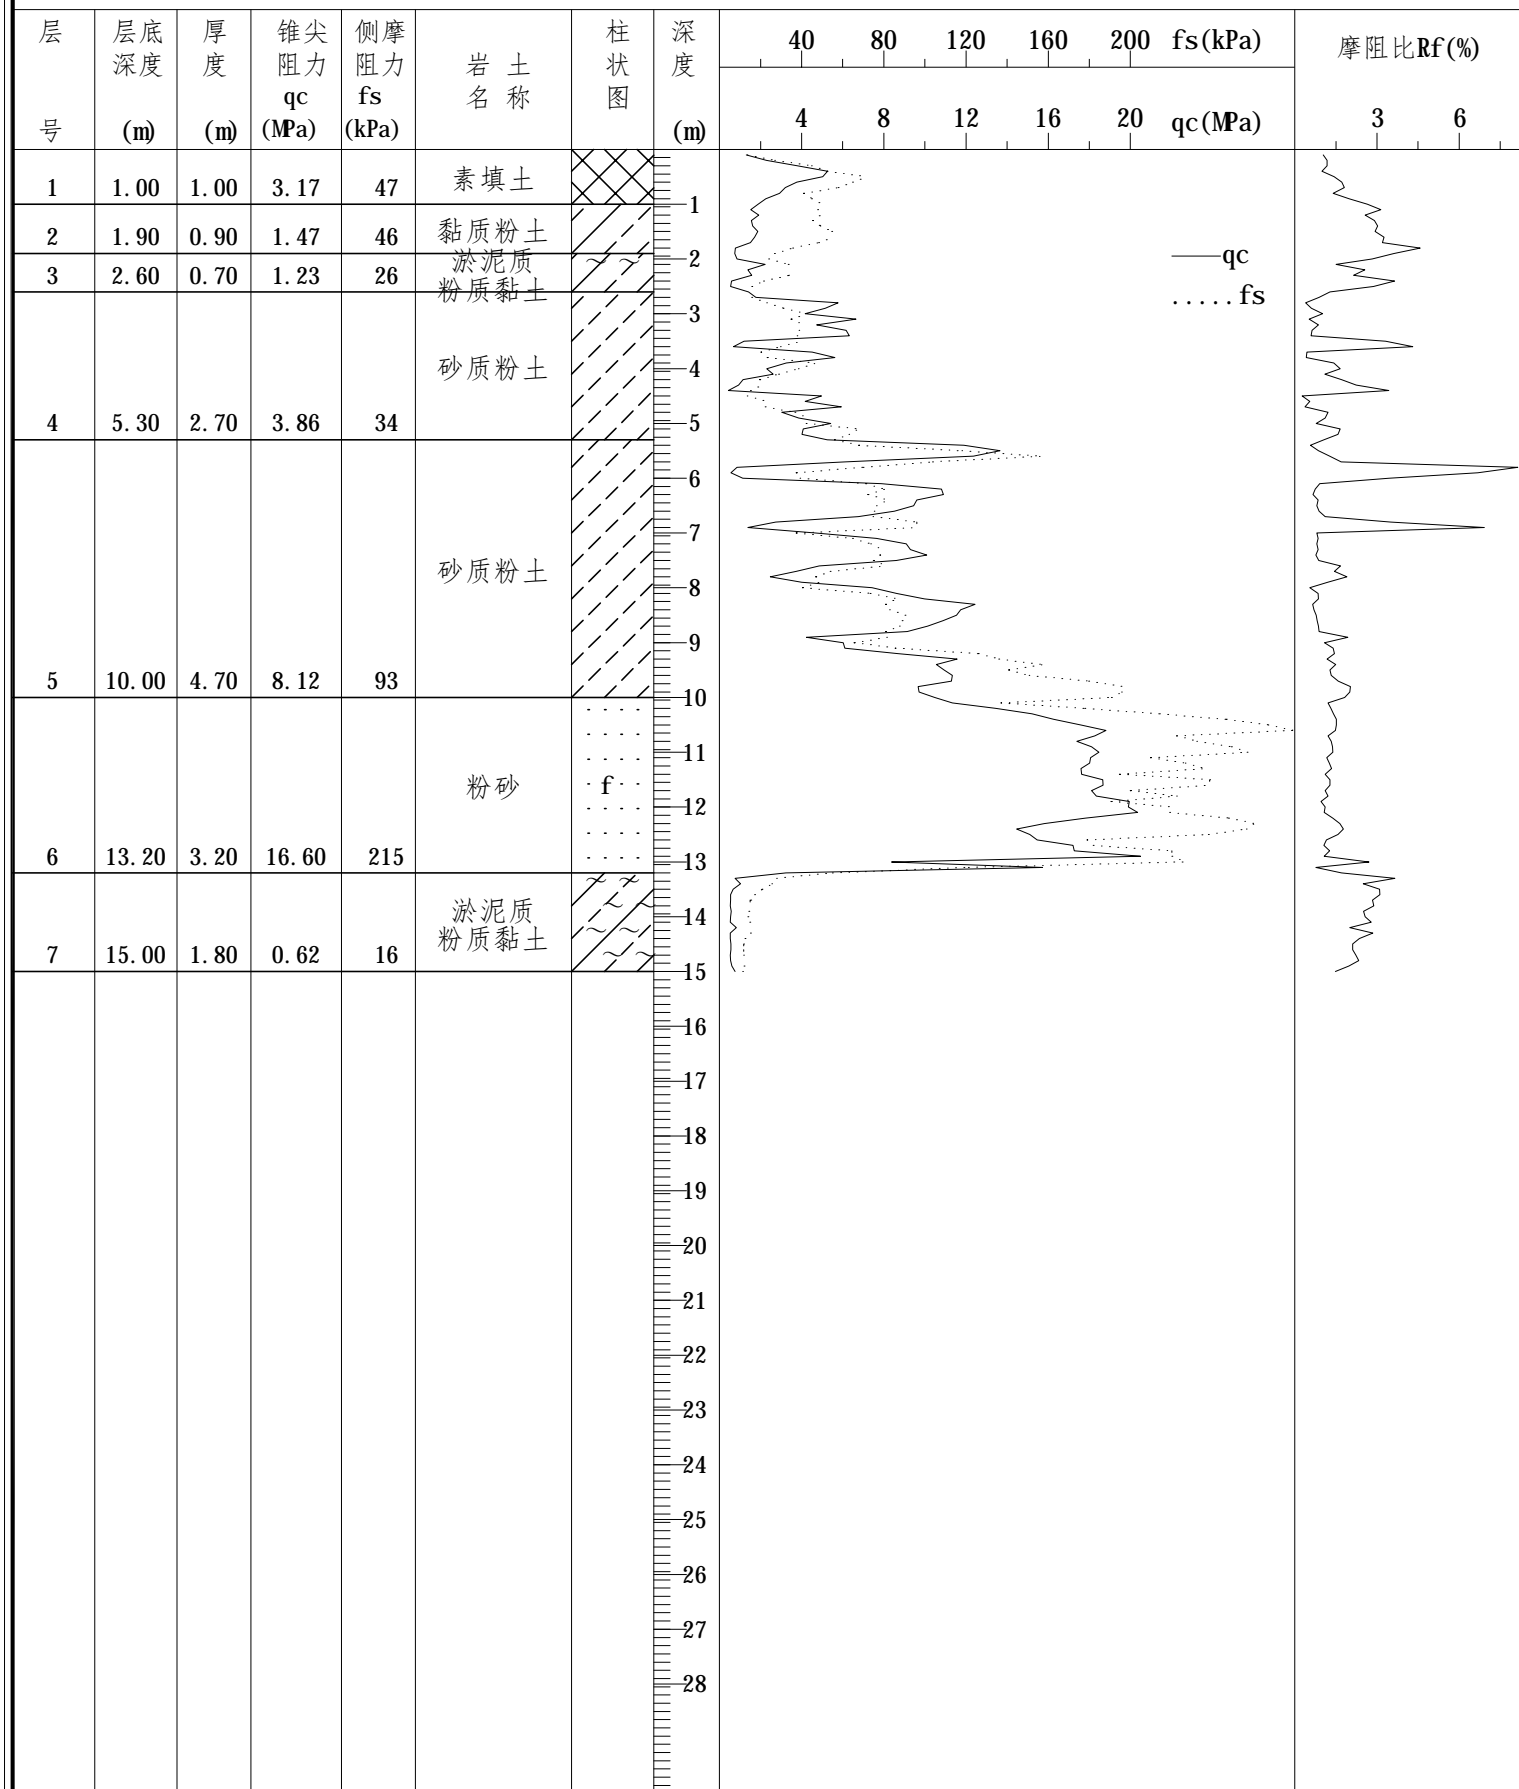 层号 层底深度(m) 厚度(m) 锥尖阻力qc(MPa) 侧摩阻力fs(kPa) 岩土名称 柱状图 深度(m)
40 80 120 160 200 fs(kPa)
4 8 12 16 20 qc(MPa)
摩阻比Rf(%)
3 6
1 1.00 1.00 3.17 47 素填土
2 1.90 0.90 1.47 46 黏质粉土
3 2.60 0.70 1.23 26 淤泥质
粉质黏土
4 5.30 2.70 3.86 34 砂质粉土
5 10.00 4.70 8.12 93 砂质粉土
6 13.20 3.20 16.60 215 粉砂 f
7 15.00 1.80 0.62 16 淤泥质
粉质黏土
1
2
3
4
5
6
7
8
9
10
11
12
13
14
15
16
17
18
19
20
21
22
23
24
25
26
27
28
qc
.....fs